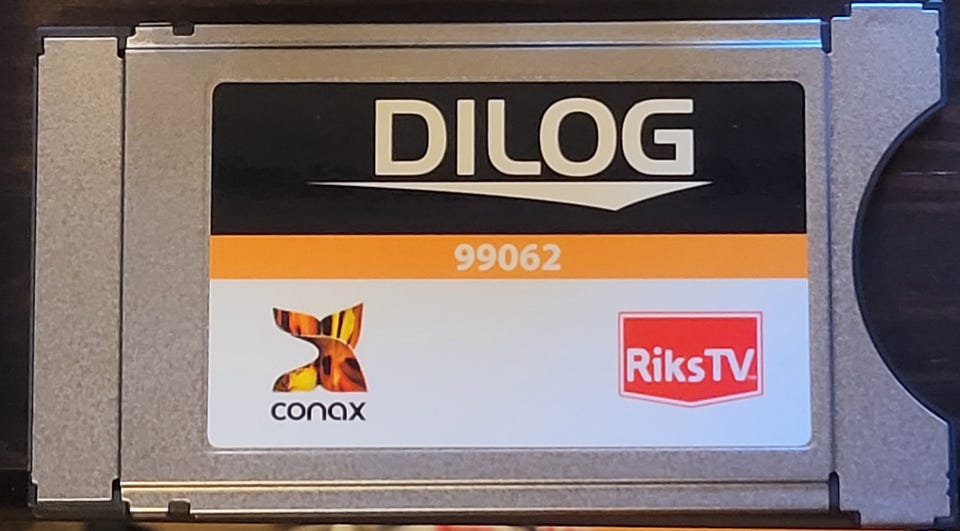 DILOG
99062
conax
RiksTV